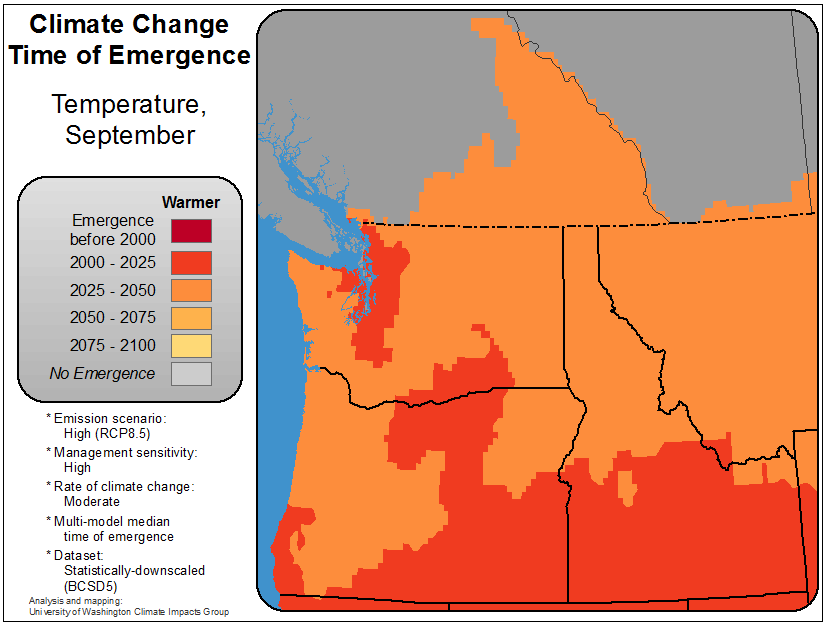 Climate Change
Time of Emergence
Temperature,
September
Warmer
Emergence
before 2000
2000 - 2025
2025 - 2050
2050 - 2075
2075 - 2100
No Emergence
* Emission scenario:
High (RCP8.5)
* Management sensitivity:
High
* Rate of climate change:
Moderate
* Multi-model median
time of emergence
* Dataset:
Statistically-downscaled
(BCSD5)
Analysis and mapping:
University of Washington Climate Impacts Group